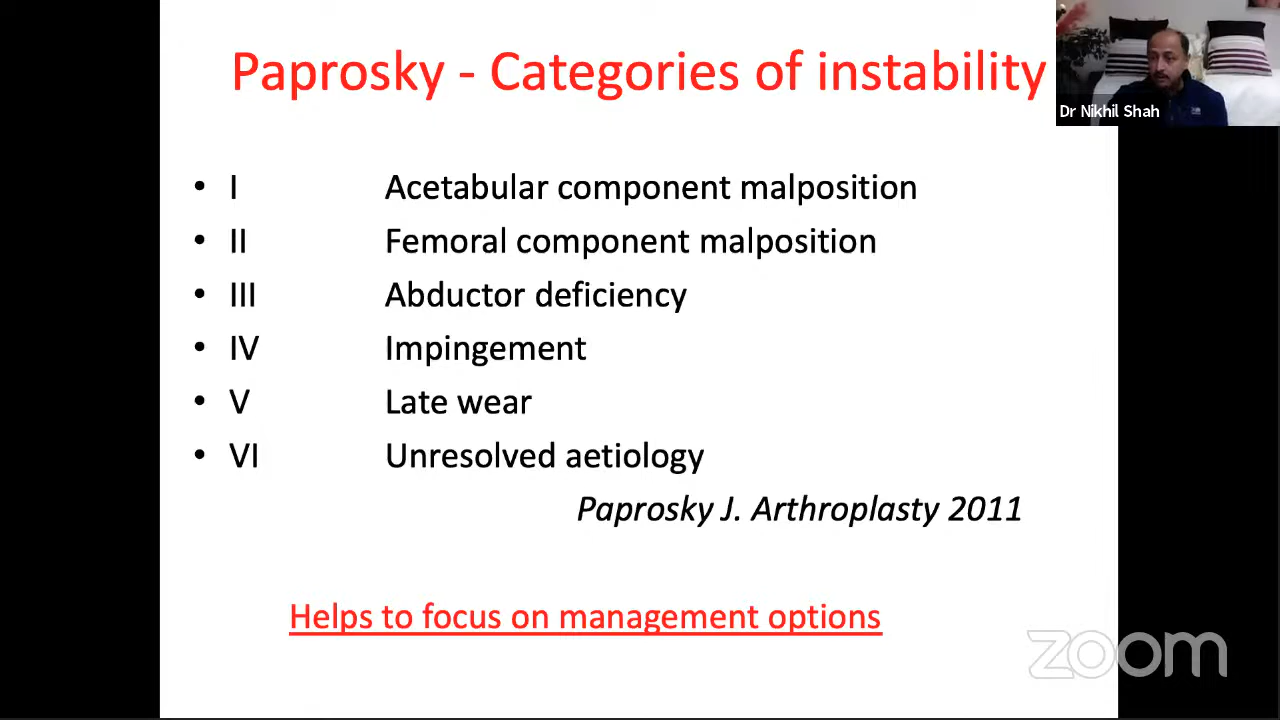 Paprosky - Categories of instability
Dr Nikhil Shah
• I Acetabular component malposition
• II Femoral component malposition
• III Abductor deficiency
• IV Impingement
• V Late wear
• VI Unresolved aetiology
Paprosky J. Arthroplasty 2011
Helps to focus on management options
zoom